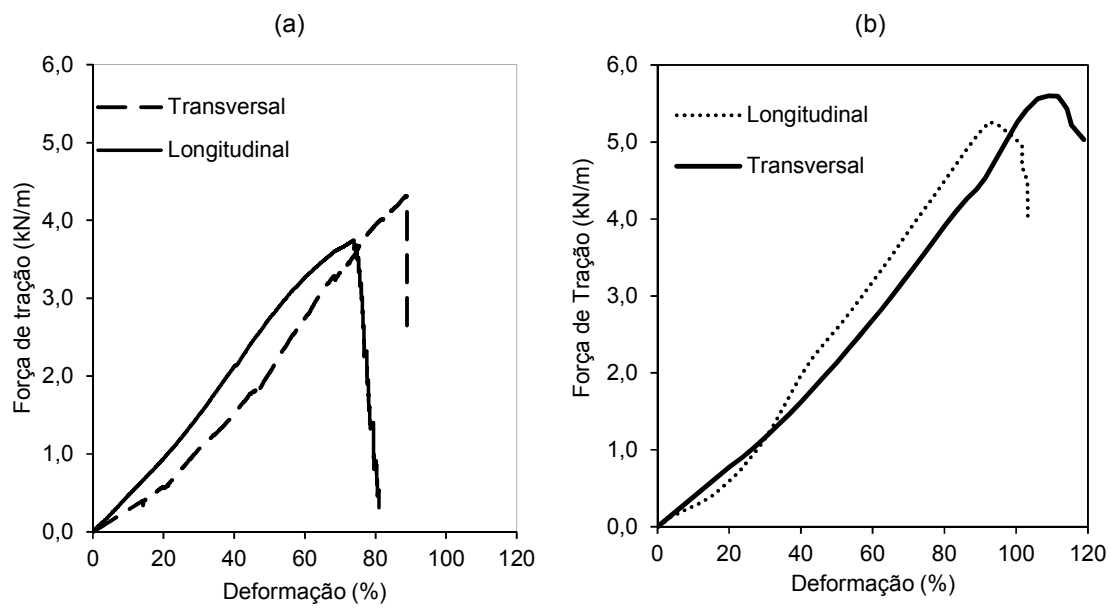 (a)
Força de tração (kN/m)
6,0
5,0
4,0
3,0
2,0
1,0
0,0
Transversal
Longitudinal
0 20 40 60 80 100 120
Deformação (%)
(b)
Força de Tração (kN/m)
6,0
5,0
4,0
3,0
2,0
1,0
0,0
Longitudinal
Transversal
0 20 40 60 80 100 120
Deformação (%)